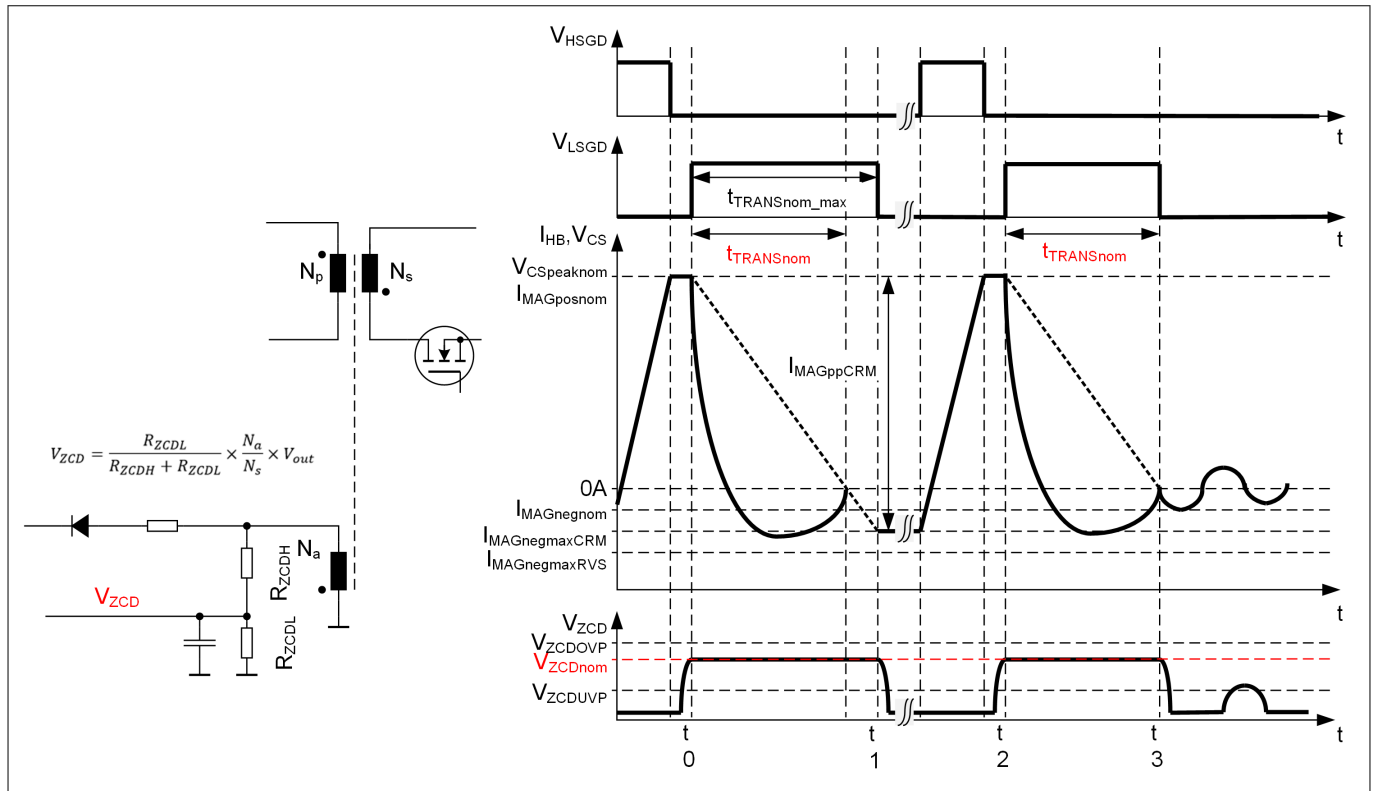 V_HSGD
t
V_LSGD
t_TRANSnom_max
t
I_HB,V_CS
t_TRANSnom
t_TRANSnom
V_CSpeaknom
I_MAGposnom
N_p
N_s
I_MAGppCRM
V_ZCD = R_ZCDL / (R_ZCDH + R_ZCDL) × N_a / N_s × V_out
0A
I_MAGnegnom
I_MAGnegmaxCRM
I_MAGnegmaxRVS
N_a
R_ZCDH
V_ZCD
R_ZCDL
t
V_ZCD
V_ZCDOVP
V_ZCDnom
V_ZCDUVP
t t t t t
0 1 2 3